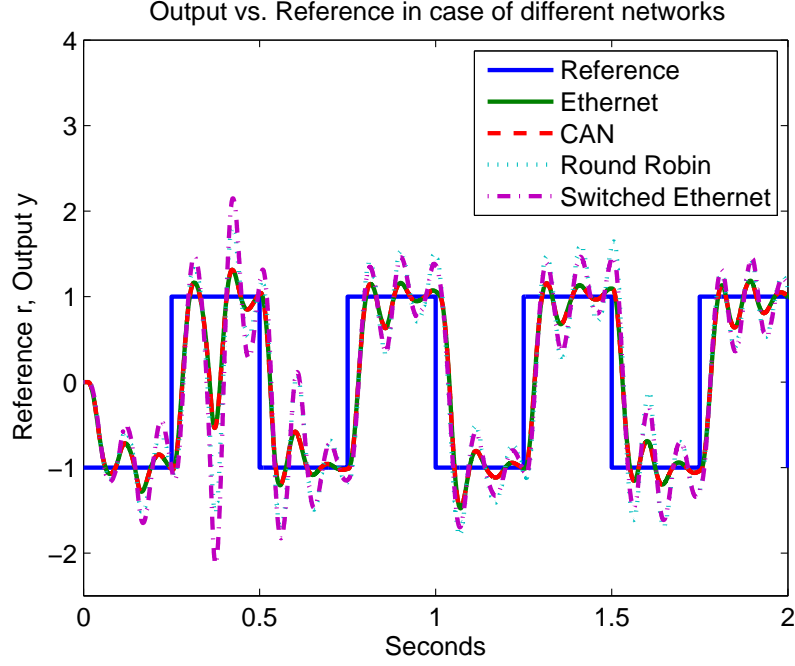 Output vs. Reference in case of different networks
4
3
2
1
0
−1
−2
Reference r, Output y
Reference
Ethernet
CAN
Round Robin
Switched Ethernet
0
0.5
1
1.5
2
Seconds